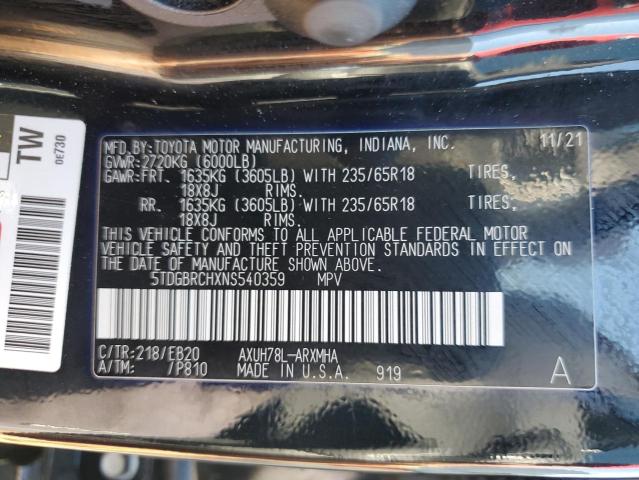 TW
0E730
MFD.BY:TOYOTA MOTOR MANUFACTURING, INDIANA, INC. 11/21
GVWR:2720KG (6000LB)
GAWR:FRT. 1635KG (3605LB) WITH 235/65R18 TIRES,
18X8J RIMS.
RR. 1635KG (3605LB) WITH 235/65R18 TIRES,
18X8J RIMS.
THIS VEHICLE CONFORMS TO ALL APPLICABLE FEDERAL MOTOR
VEHICLE SAFETY AND THEFT PREVENTION STANDARDS IN EFFECT
ON THE DATE OF MANUFACTURE SHOWN ABOVE.
5TDGBRCHXNS540359 MPV
C/TR:218/EB20 AXUH78L-ARXMHA
A/TM: /P810 MADE IN U.S.A. 919 A